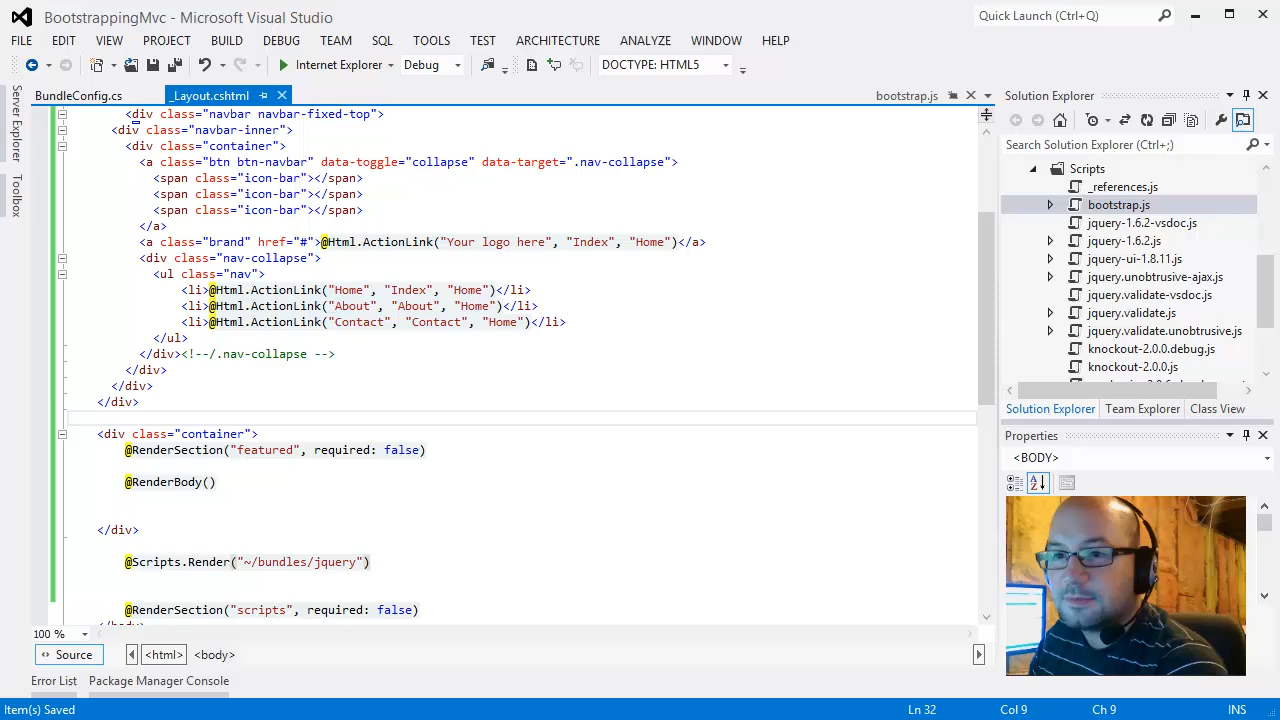 BootstrappingMvc - Microsoft Visual Studio
Quick Launch (Ctrl+Q)
FILE EDIT VIEW PROJECT BUILD DEBUG TEAM SQL TOOLS TEST ARCHITECTURE ANALYZE WINDOW HELP
Internet Explorer Debug DOCTYPE: HTML5
Server Explorer
Toolbox
BundleConfig.cs _Layout.cshtml bootstrap.js
<div class="navbar navbar-fixed-top">
<div class="navbar-inner">
<div class="container">
<a class="btn btn-navbar" data-toggle="collapse" data-target=".nav-collapse">
<span class="icon-bar"></span>
<span class="icon-bar"></span>
<span class="icon-bar"></span>
</a>
<a class="brand" href="#">@Html.ActionLink("Your logo here", "Index", "Home")</a>
<div class="nav-collapse">
<ul class="nav">
<li>@Html.ActionLink("Home", "Index", "Home")</li>
<li>@Html.ActionLink("About", "About", "Home")</li>
<li>@Html.ActionLink("Contact", "Contact", "Home")</li>
</ul>
</div><!--/.nav-collapse -->
</div>
</div>
</div>
<div class="container">
@RenderSection("featured", required: false)
@RenderBody()
</div>
@Scripts.Render("~/bundles/jquery")
@RenderSection("scripts", required: false)
</body>
100 %
Source <html> <body>
Error List Package Manager Console
Solution Explorer
Search Solution Explorer (Ctrl+;)
Scripts
_references.js
bootstrap.js
jquery-1.6.2-vsdoc.js
jquery-1.6.2.js
jquery-ui-1.8.11.js
jquery.unobtrusive-ajax.js
jquery.validate-vsdoc.js
jquery.validate.js
jquery.validate.unobtrusive.js
knockout-2.0.0.debug.js
knockout-2.0.0.js
Solution Explorer Team Explorer Class View
Properties
<BODY>
Item(s) Saved Ln 32 Col 9 Ch 9 INS